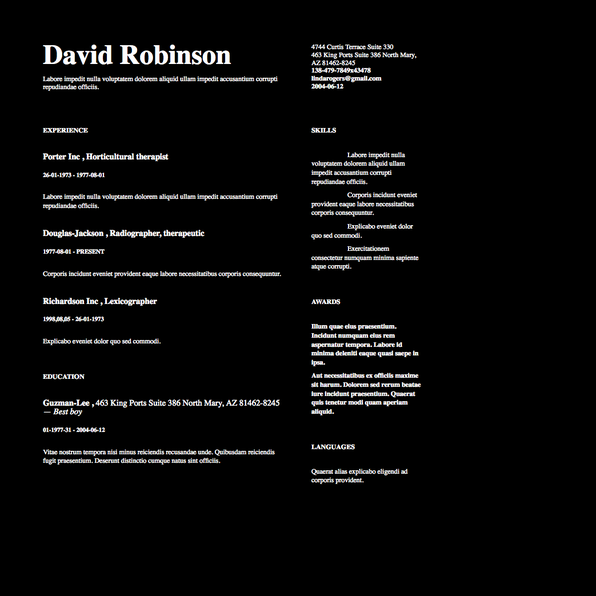 David Robinson
Labore impedit nulla voluptatem dolorem aliquid ullam impedit accusantium corrupti
repudiandae officiis.
4744 Curtis Terrace Suite 330
463 King Ports Suite 386 North Mary,
AZ 81462-8245
138-479-7849x43478
lindarogers@gmail.com
2004-06-12
EXPERIENCE
Porter Inc , Horticultural therapist
26-01-1973 - 1977-08-01
Labore impedit nulla voluptatem dolorem aliquid ullam impedit accusantium corrupti
repudiandae officiis.
Douglas-Jackson , Radiographer, therapeutic
1977-08-01 - PRESENT
Corporis incidunt eveniet provident eaque labore necessitatibus corporis consequuntur.
Richardson Inc , Lexicographer
1998,08,05 - 26-01-1973
Explicabo eveniet dolor quo sed commodi.
EDUCATION
Guzman-Lee , 463 King Ports Suite 386 North Mary, AZ 81462-8245
— Best boy
01-1977-31 - 2004-06-12
Vitae nostrum tempora nisi minus reiciendis recusandae unde. Quibusdam reiciendis
fugit praesentium. Deserunt distinctio cumque natus sint officiis.
SKILLS
Labore impedit nulla
voluptatem dolorem aliquid ullam
impedit accusantium corrupti
repudiandae officiis.
Corporis incidunt eveniet
provident eaque labore necessitatibus
corporis consequuntur.
Explicabo eveniet dolor
quo sed commodi.
Exercitationem
consectetur numquam minima sapiente
atque corrupti.
AWARDS
Illum quae eius praesentium.
Incidunt numquam eius rem
aspernatur tempora. Labore id
minima deleniti eaque quasi saepe in
ipsa.
Aut necessitatibus ex officiis maxime
sit harum. Dolorem sed rerum beatae
iure incidunt praesentium. Quaerat
quis tenetur modi quam aperiam
aliquid.
LANGUAGES
Quaerat alias explicabo eligendi ad
corporis provident.